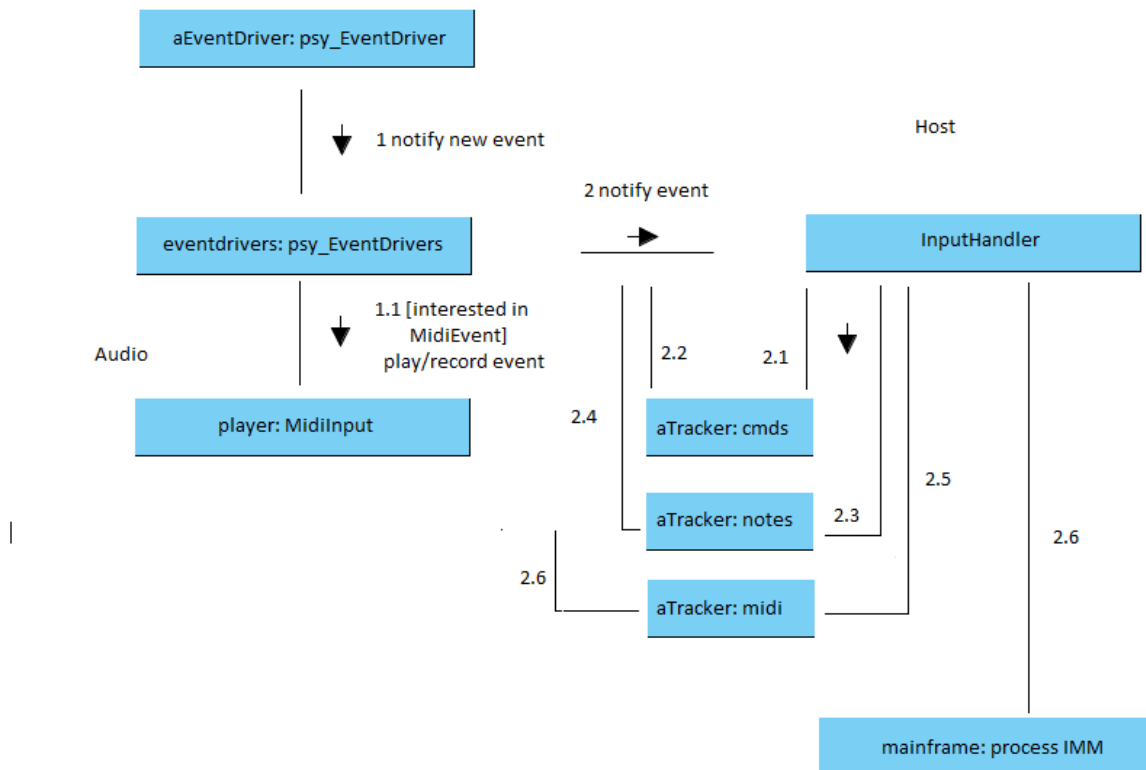 aEventDriver: psy_EventDriver
1 notify new event
Host
2 notify event
eventdrivers: psy_EventDrivers
InputHandler
1.1 [interested in
MidiEvent]
play/record event
Audio
2.2
2.1
player: MidiInput
2.4
aTracker: cmds
2.5
aTracker: notes
2.3
2.6
2.6
aTracker: midi
mainframe: process IMM